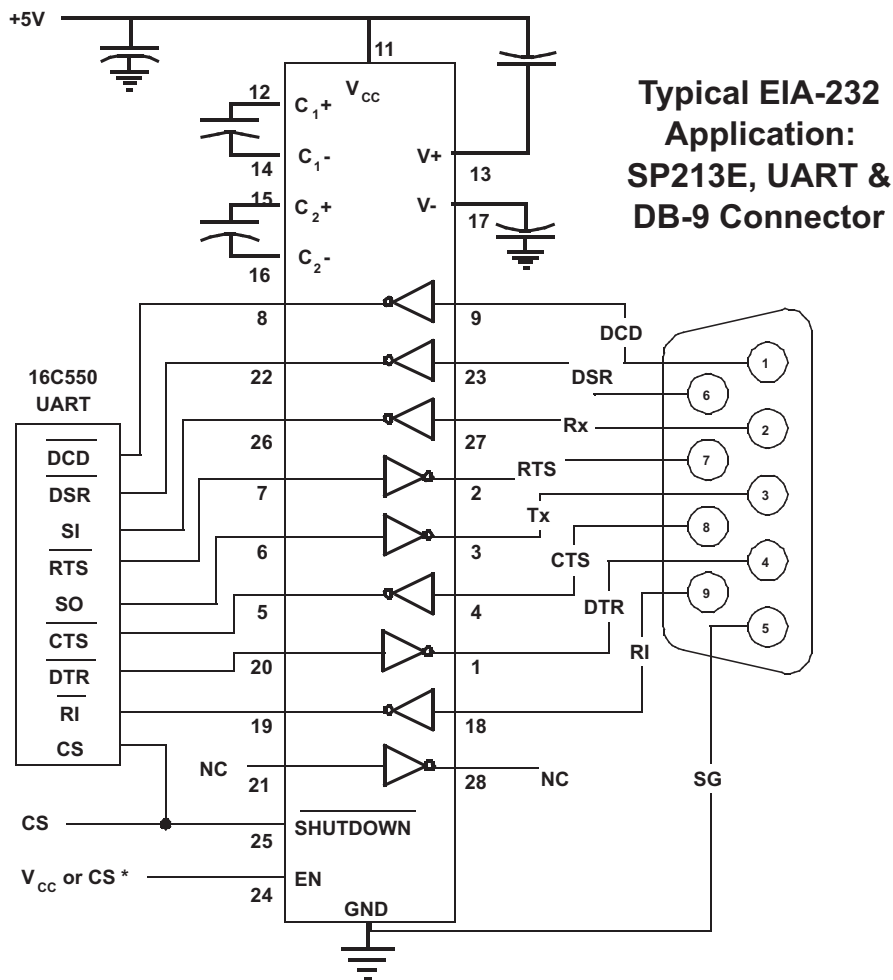 +5V
11
Typical EIA-232
Application:
SP213E, UART &
DB-9 Connector
12
C1+
VCC
14
C1-
V+
13
15
C2+
V-
17
16
C2-
8
9
DCD
1
16C550
UART
22
23
DSR
6
26
27
Rx
2
DCD
DSR
SI
RTS
SO
CTS
DTR
RI
CS
7
2
RTS
7
6
3
Tx
3
5
4
CTS
8
20
1
DTR
4
19
18
RI
9
5
NC
21
28
NC
SG
CS
25
SHUTDOWN
VCC or CS *
24
EN
GND